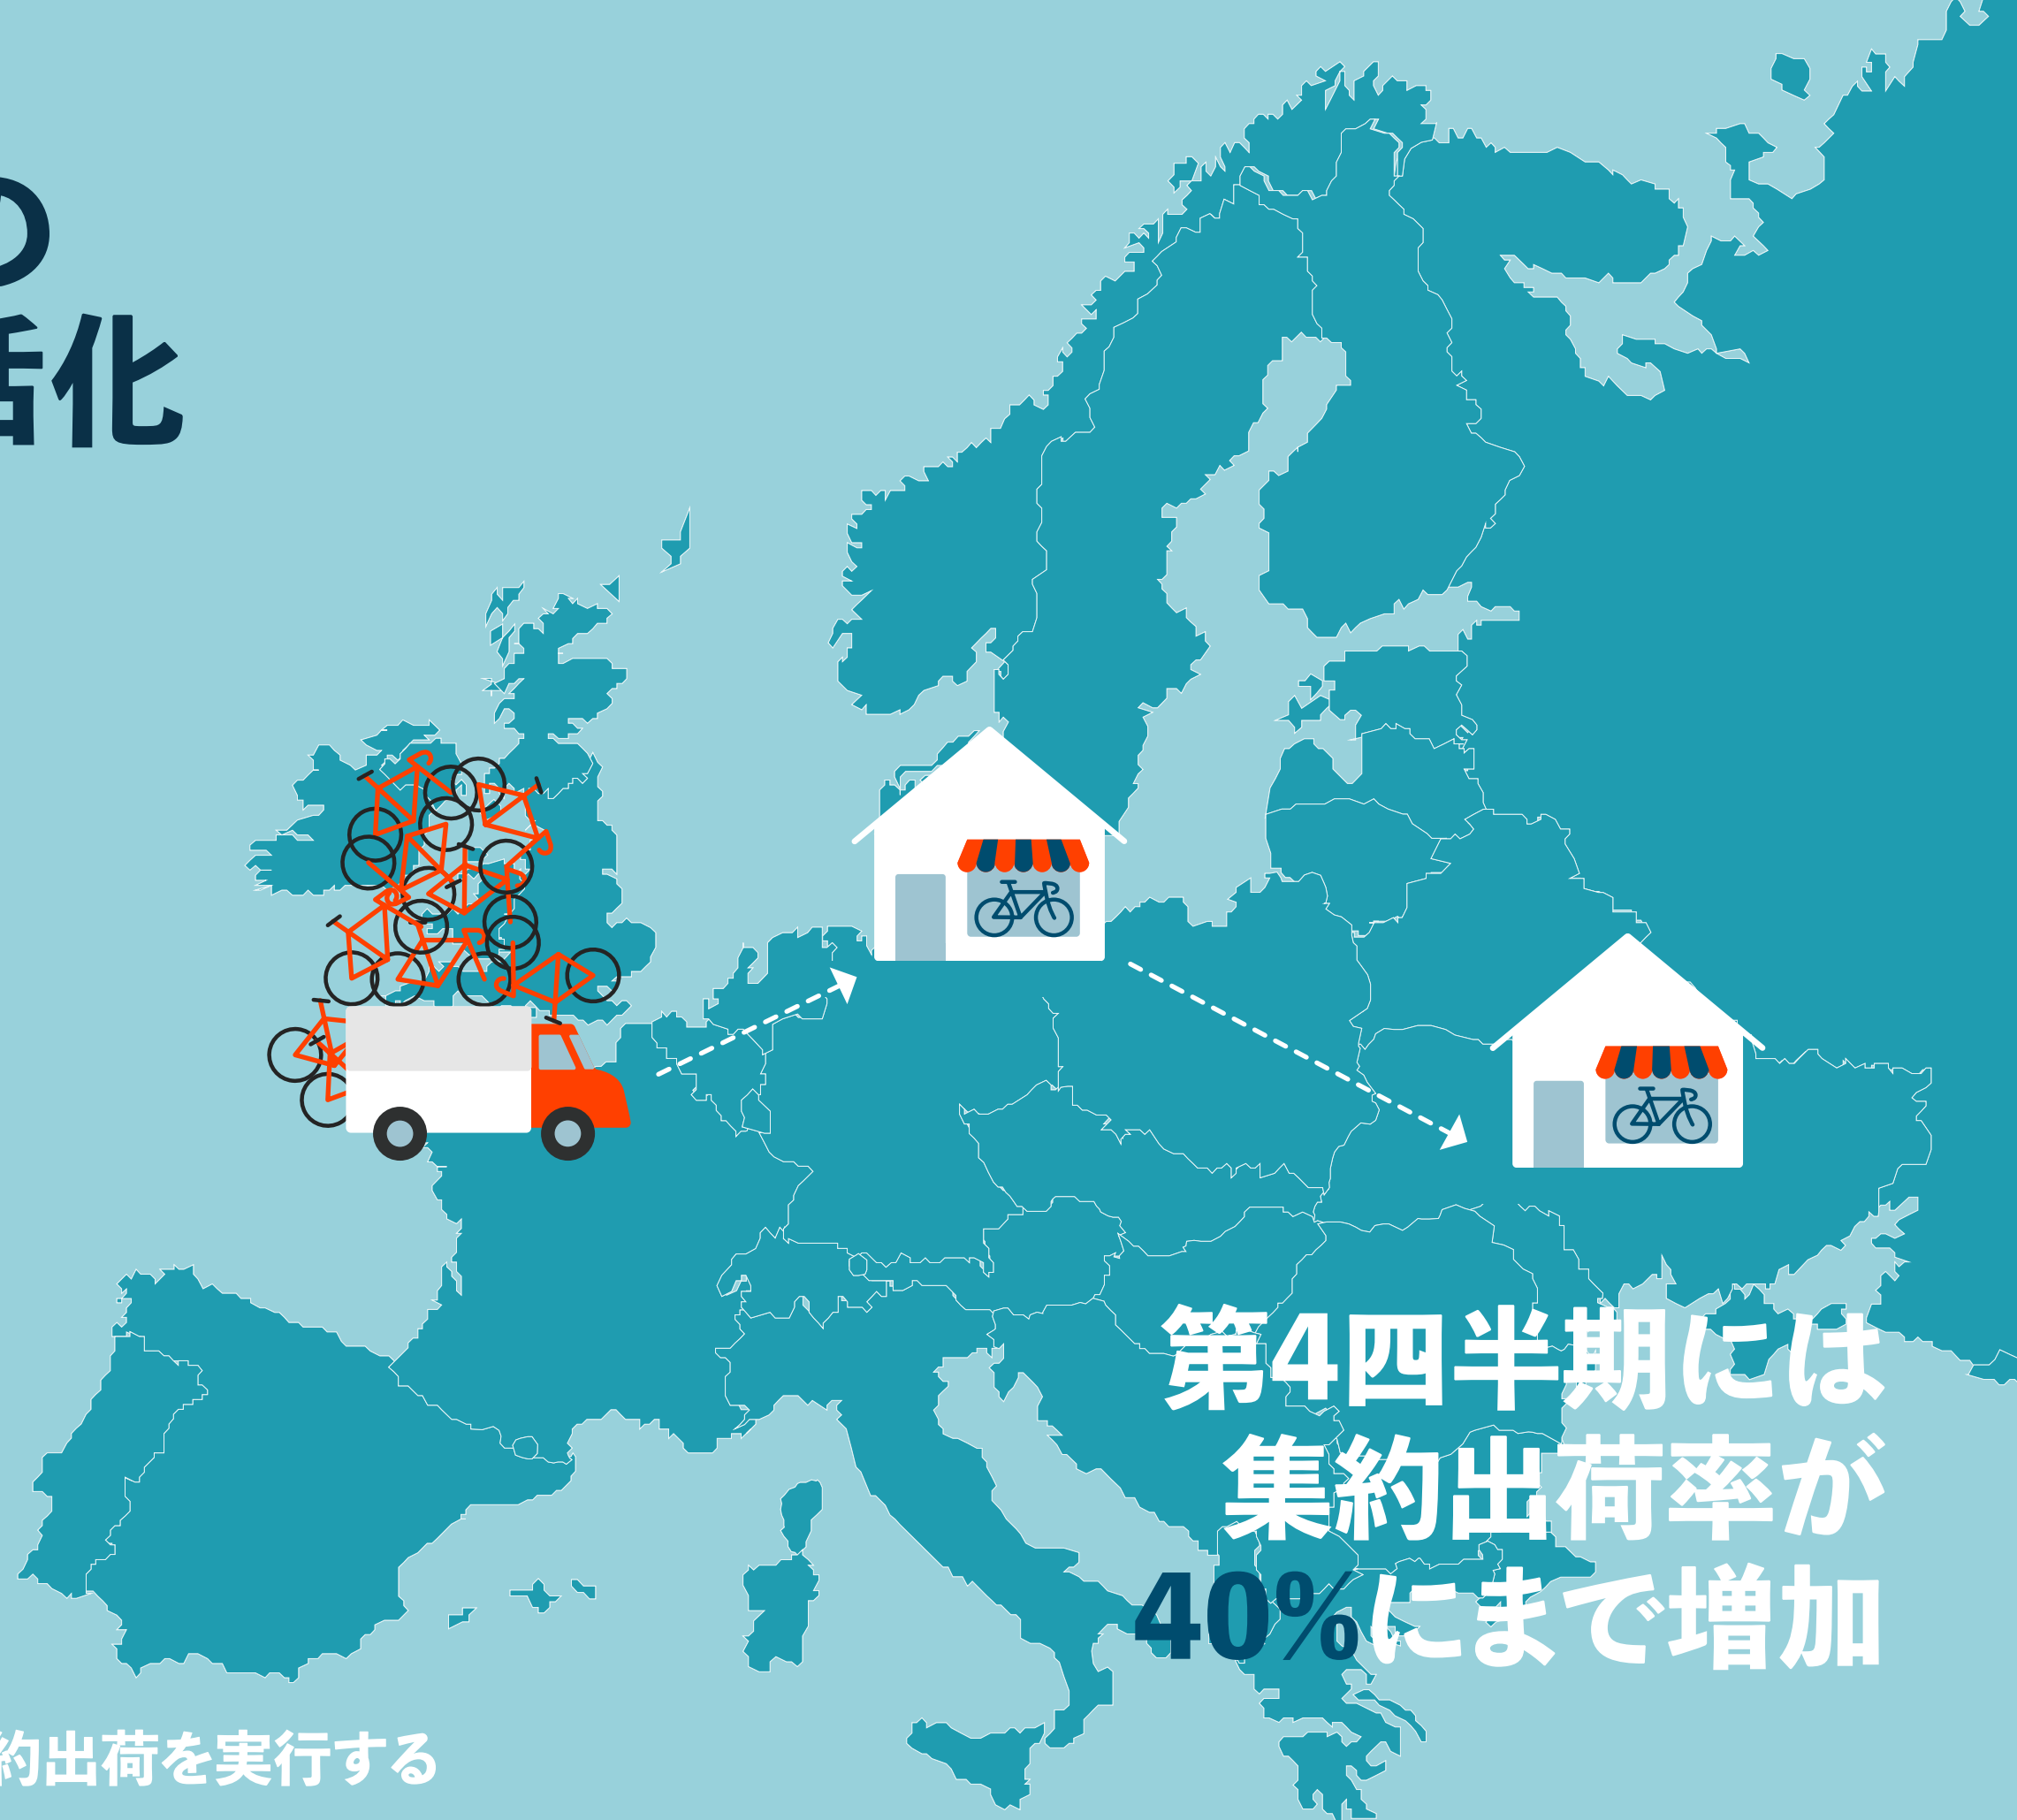 の
活化
第4四半期には
集約出荷率が
40%にまで増加
約出荷を実行する